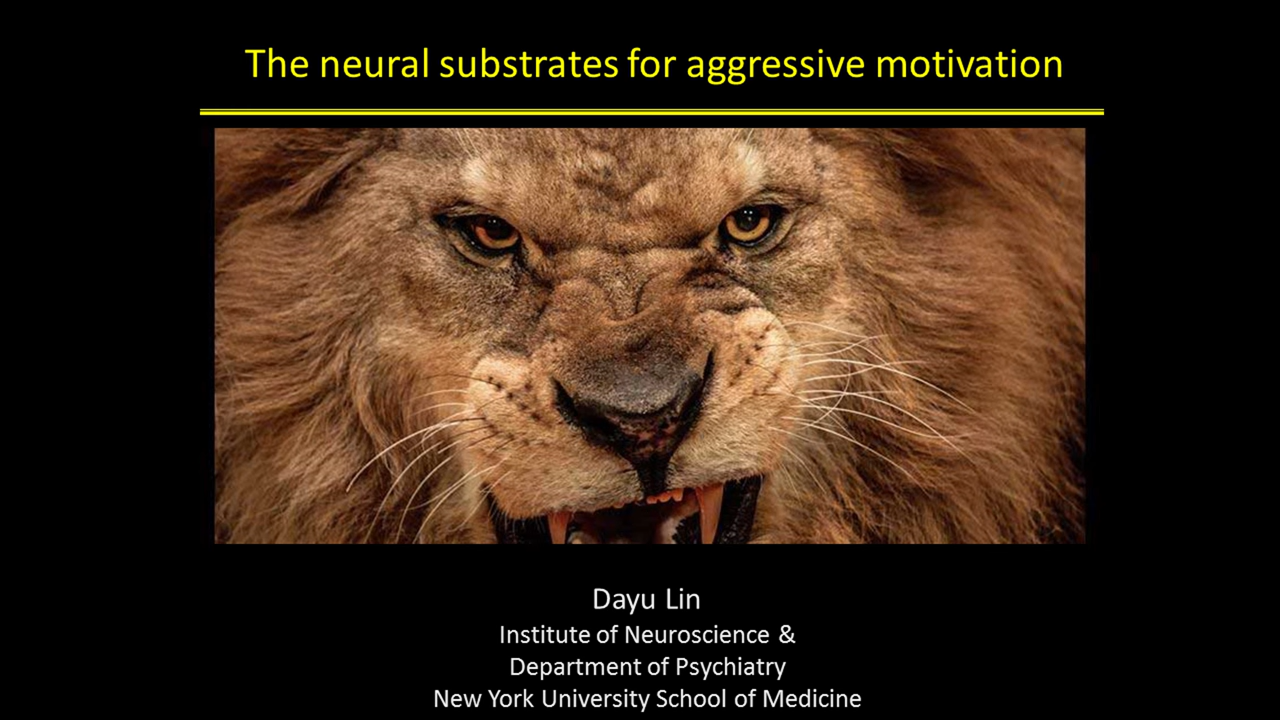 The neural substrates for aggressive motivation
Dayu Lin
Institute of Neuroscience &
Department of Psychiatry
New York University School of Medicine